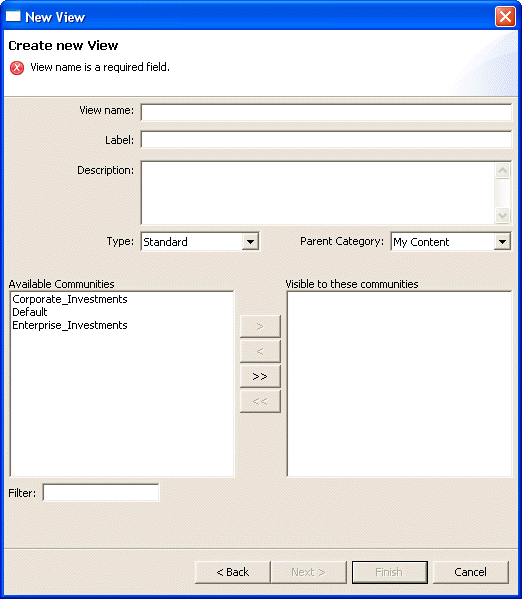 New View
Create new View
View name is a required field.
View name:
Label:
Description:
Type: Standard Parent Category: My Content
Available Communities Visible to these communities
Corporate_Investments
Default
Enterprise_Investments
>
<
>>
<<
Filter:
< Back Next > Finish Cancel